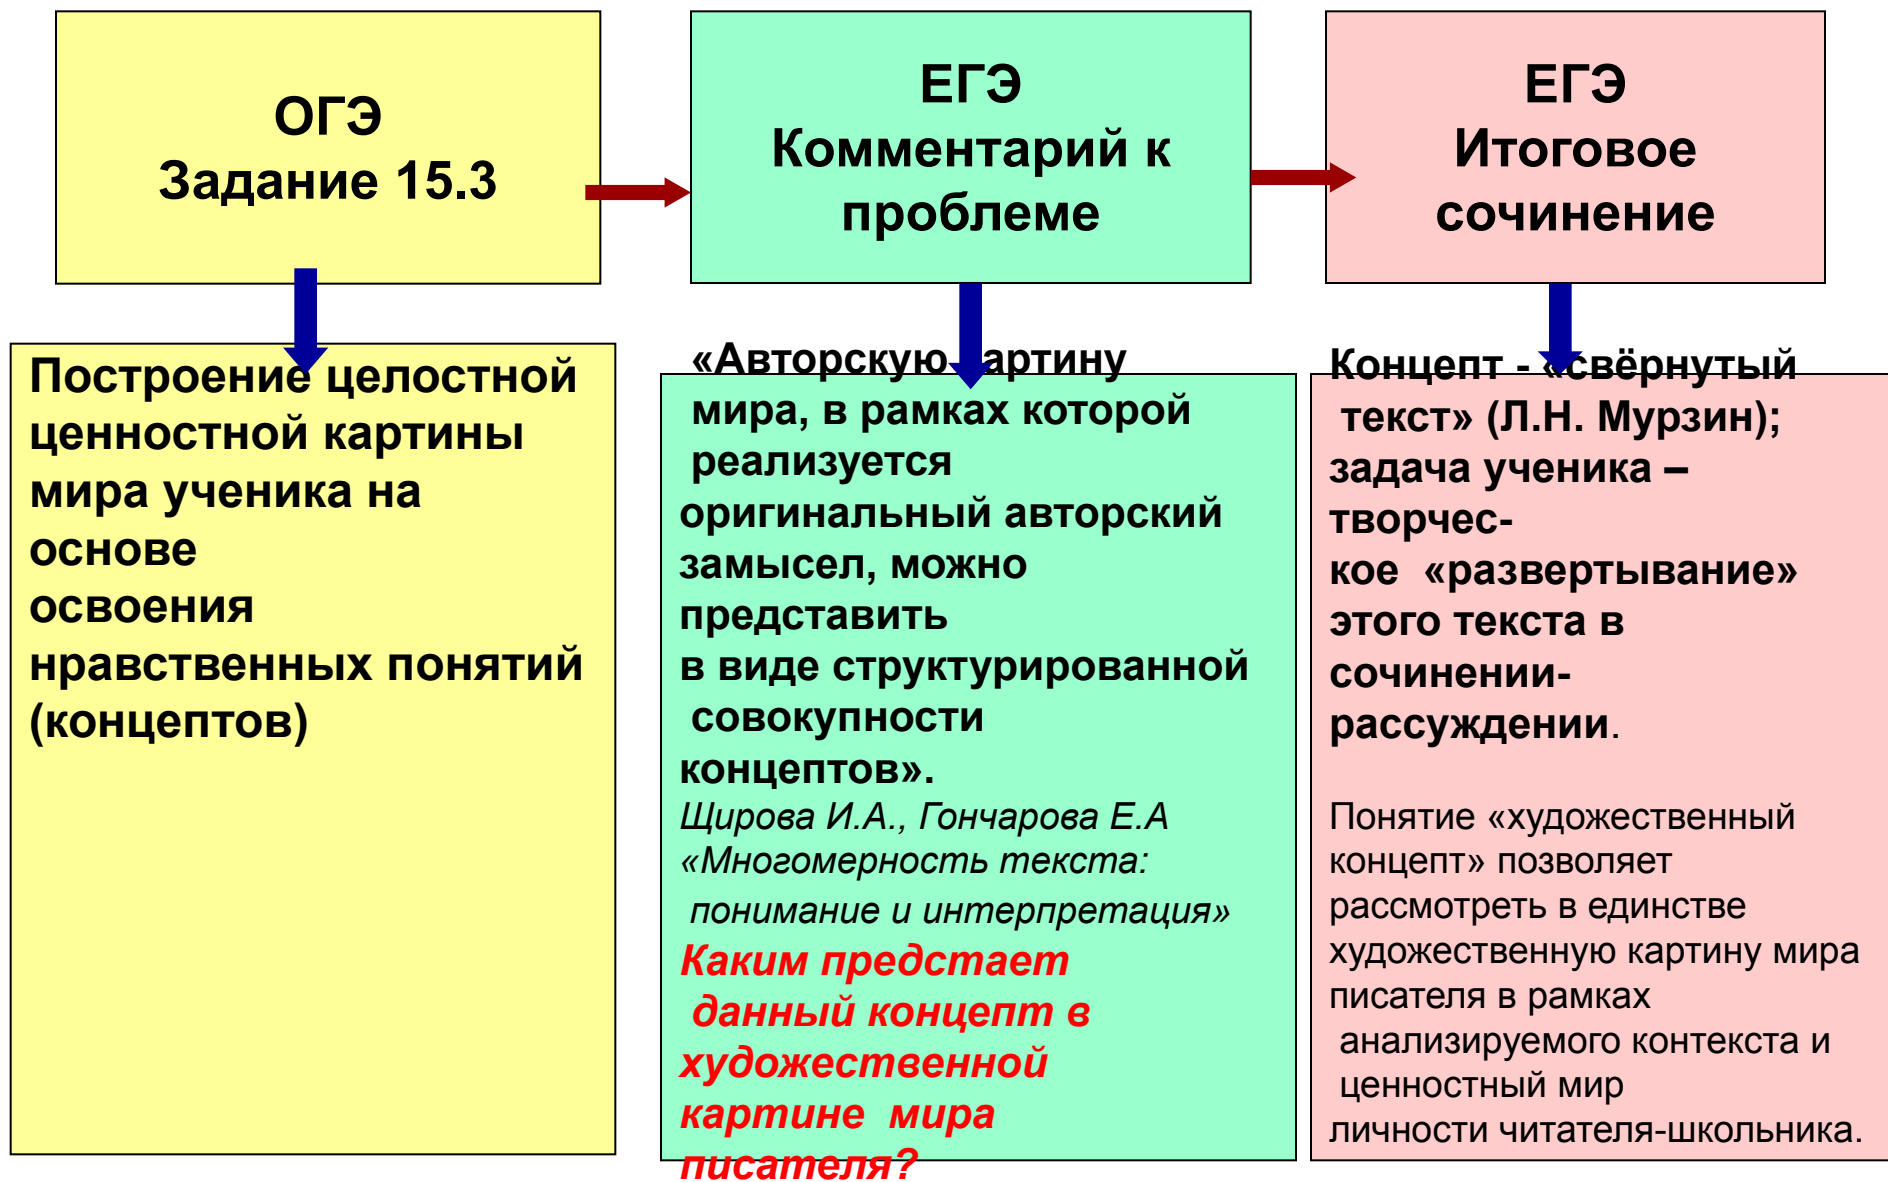 ОГЭ
Задание 15.3
ЕГЭ
Комментарий к
проблеме
ЕГЭ
Итоговое
сочинение
Построение целостной
ценностной картины
мира ученика на
основе
освоения
нравственных понятий
(концептов)
«Авторскую картину
мира, в рамках которой
реализуется
оригинальный авторский
замысел, можно
представить
в виде структурированной
совокупности
концептов».
Щирова И.А., Гончарова Е.А
«Многомерность текста:
понимание и интерпретация»
Каким предстает
данный концепт в
художественной
картине мира
писателя?
Концепт - «свёрнутый
текст» (Л.Н. Мурзин);
задача ученика –
творчес-
кое «развертывание»
этого текста в
сочинении-
рассуждении.
Понятие «художественный
концепт» позволяет
рассмотреть в единстве
художественную картину мира
писателя в рамках
анализируемого контекста и
ценностный мир
личности читателя-школьника.